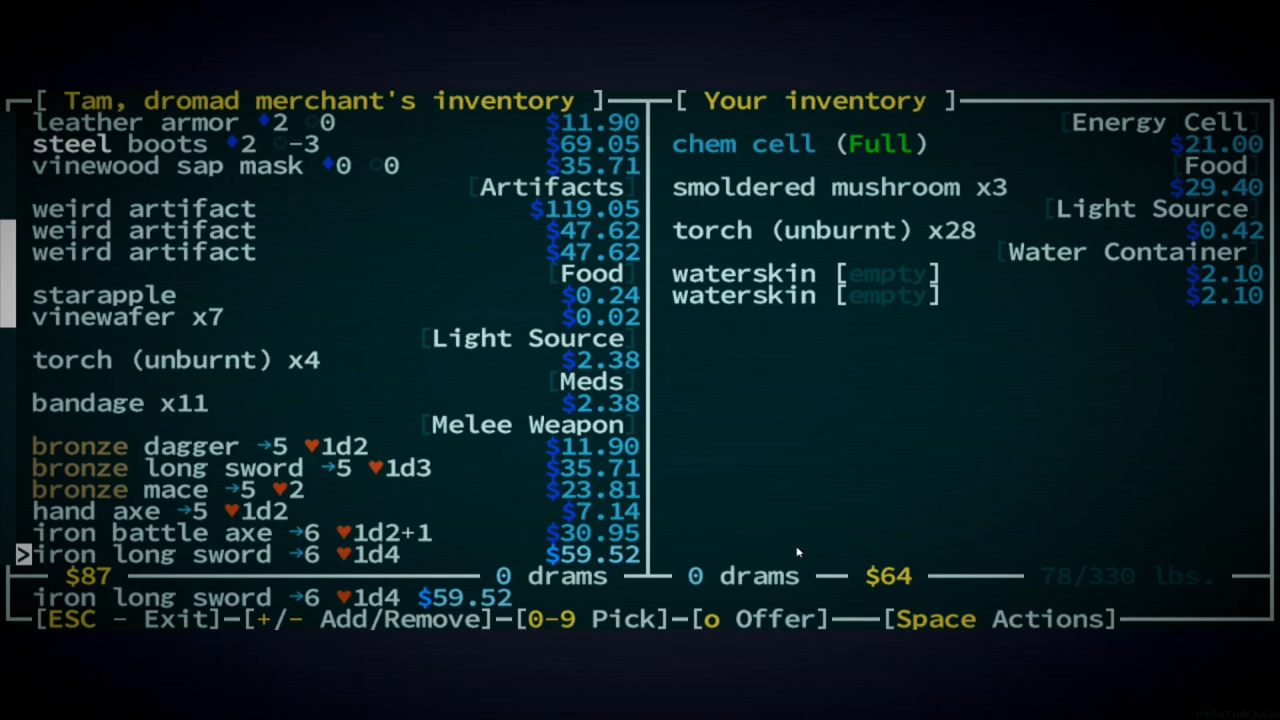 [ Tam, dromad merchant's inventory ]
leather armor ♦2 ○0 $11.90
steel boots ♦2 ○-3 $69.05
vinewood sap mask ♦0 ○0 $35.71
[Artifacts]
weird artifact $119.05
weird artifact $47.62
weird artifact $47.62
[Food]
starapple $0.24
vinewafer x7 $0.02
[Light Source]
torch (unburnt) x4 $2.38
[Meds]
bandage x11 $2.38
[Melee Weapon]
bronze dagger →5 ♥1d2 $11.90
bronze long sword →5 ♥1d3 $35.71
bronze mace →5 ♥2 $23.81
hand axe →5 ♥1d2 $7.14
iron battle axe →6 ♥1d2+1 $30.95
>iron long sword →6 ♥1d4 $59.52
$87 0 drams
[ Your inventory ]
[Energy Cell]
chem cell (Full) $21.00
[Food]
smoldered mushroom x3 $29.40
[Light Source]
torch (unburnt) x28 $0.42
[Water Container]
waterskin [empty] $2.10
waterskin [empty] $2.10
0 drams $64 78/330 lbs.
iron long sword →6 ♥1d4 $59.52
[ESC - Exit]-[+/- Add/Remove]-[0-9 Pick]-[o Offer]-[Space Actions]